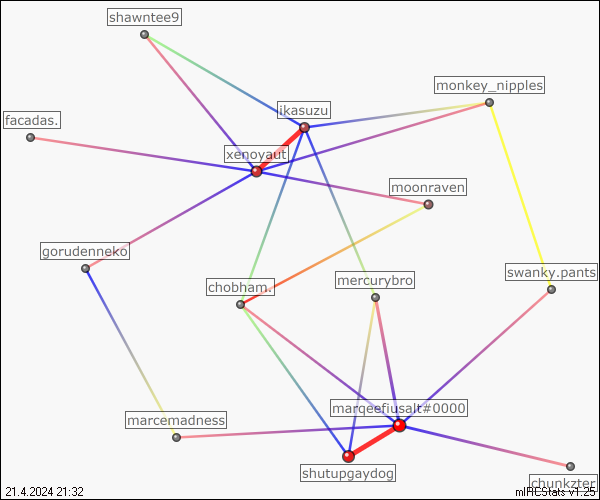 shawntee9
monkey_nipples
ikasuzu
facadas.
xenoyaut
moonraven
gorudenneko
swanky.pants
mercurybro
chobham.
marqeefiusalt#0000
marcemadness
shutupgaydog
chunkzter
21.4.2024 21:32
mIRCStats v1.25